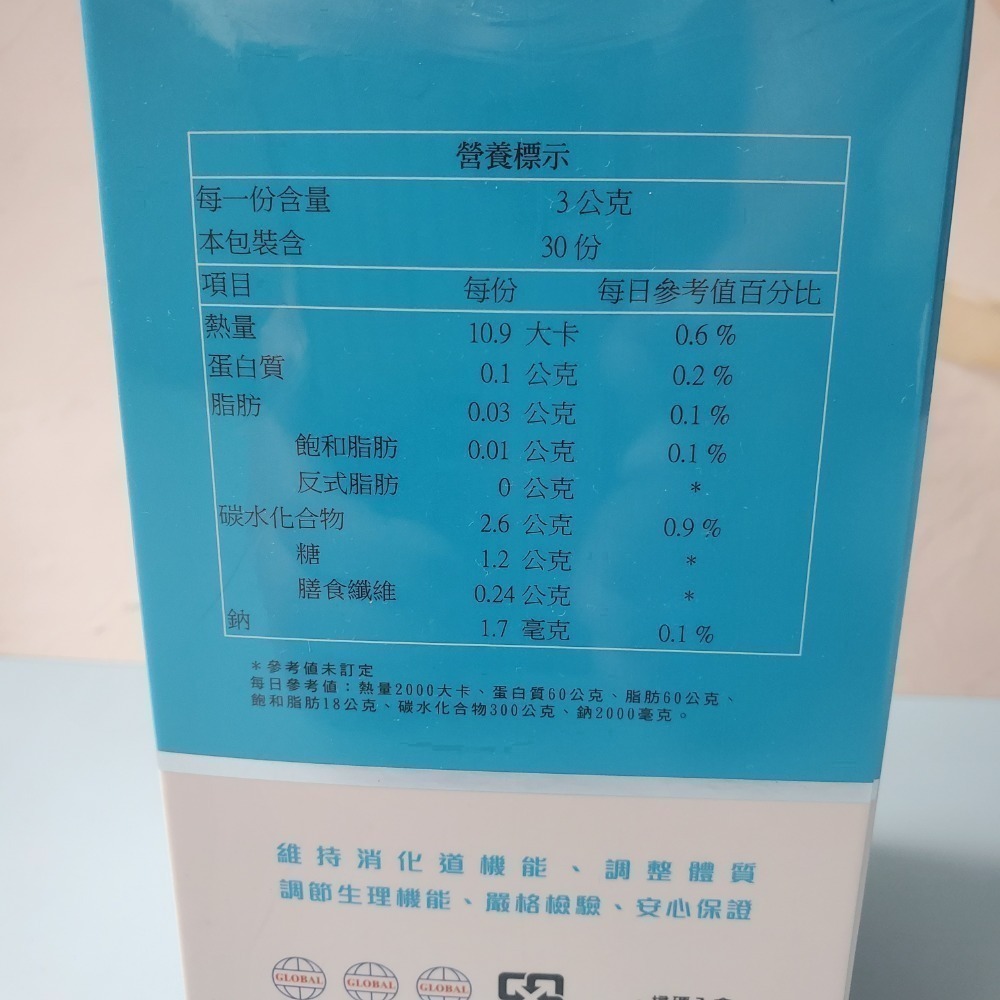 營養標示
每一份含量 3公克
本包裝含 30份
項目 每份 每日參考值百分比
熱量 10.9 大卡 0.6 %
蛋白質 0.1 公克 0.2 %
脂肪 0.03 公克 0.1 %
飽和脂肪 0.01 公克 0.1 %
反式脂肪 0 公克 *
碳水化合物 2.6 公克 0.9 %
糖 1.2 公克 *
膳食纖維 0.24 公克 *
鈉 1.7 毫克 0.1 %
*參考值未訂定
每日參考值：熱量2000大卡、蛋白質60公克、脂肪60公克、
飽和脂肪18公克、碳水化合物300公克、鈉2000毫克。
維持消化道機能、調整體質
調節生理機能、嚴格檢驗、安心保證
GLOBAL GLOBAL GLOBAL